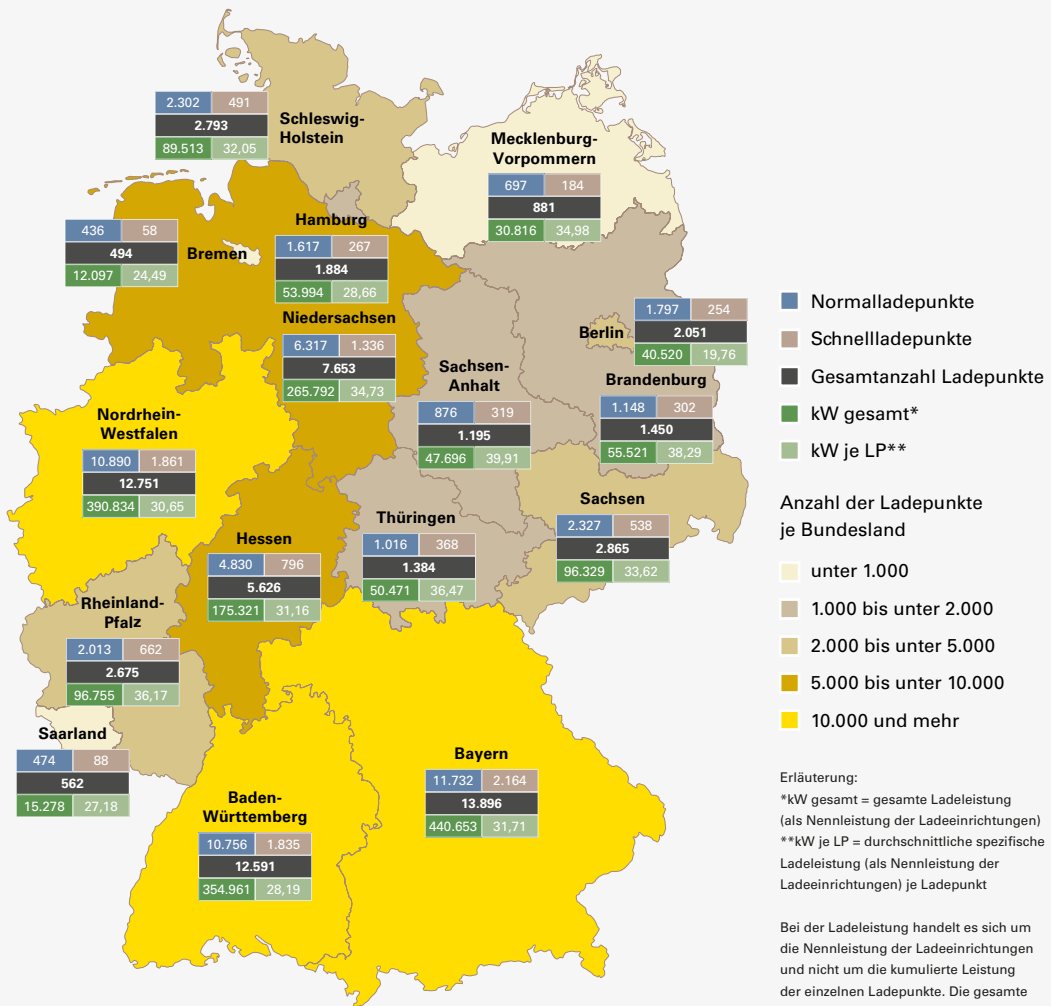 Schleswig-
Holstein
2.302 491
2.793
89.513 32,05
Mecklenburg-
Vorpommern
697 184
881
30.816 34,98
Hamburg
1.617 267
1.884
53.994 28,66
Bremen
436 58
494
12.097 24,49
Niedersachsen
6.317 1.336
7.653
265.792 34,73
Berlin
1.797 254
2.051
40.520 19,76
Sachsen-
Anhalt
876 319
1.195
47.696 39,91
Brandenburg
1.148 302
1.450
55.521 38,29
Nordrhein-
Westfalen
10.890 1.861
12.751
390.834 30,65
Hessen
4.830 796
5.626
175.321 31,16
Thüringen
1.016 368
1.384
50.471 36,47
Sachsen
2.327 538
2.865
96.329 33,62
Rheinland-
Pfalz
2.013 662
2.675
96.755 36,17
Saarland
474 88
562
15.278 27,18
Baden-
Württemberg
10.756 1.835
12.591
354.961 28,19
Bayern
11.732 2.164
13.896
440.653 31,71
Normalladepunkte
Schnellladepunkte
Gesamtanzahl Ladepunkte
kW gesamt*
kW je LP**
Anzahl der Ladepunkte
je Bundesland
unter 1.000
1.000 bis unter 2.000
2.000 bis unter 5.000
5.000 bis unter 10.000
10.000 und mehr
Erläuterung:
*kW gesamt = gesamte Ladeleistung
(als Nennleistung der Ladeeinrichtungen)
**kW je LP = durchschnittliche spezifische
Ladeleistung (als Nennleistung der
Ladeeinrichtungen) je Ladepunkt
Bei der Ladeleistung handelt es sich um
die Nennleistung der Ladeeinrichtungen
und nicht um die kumulierte Leistung
der einzelnen Ladepunkte. Die gesamte